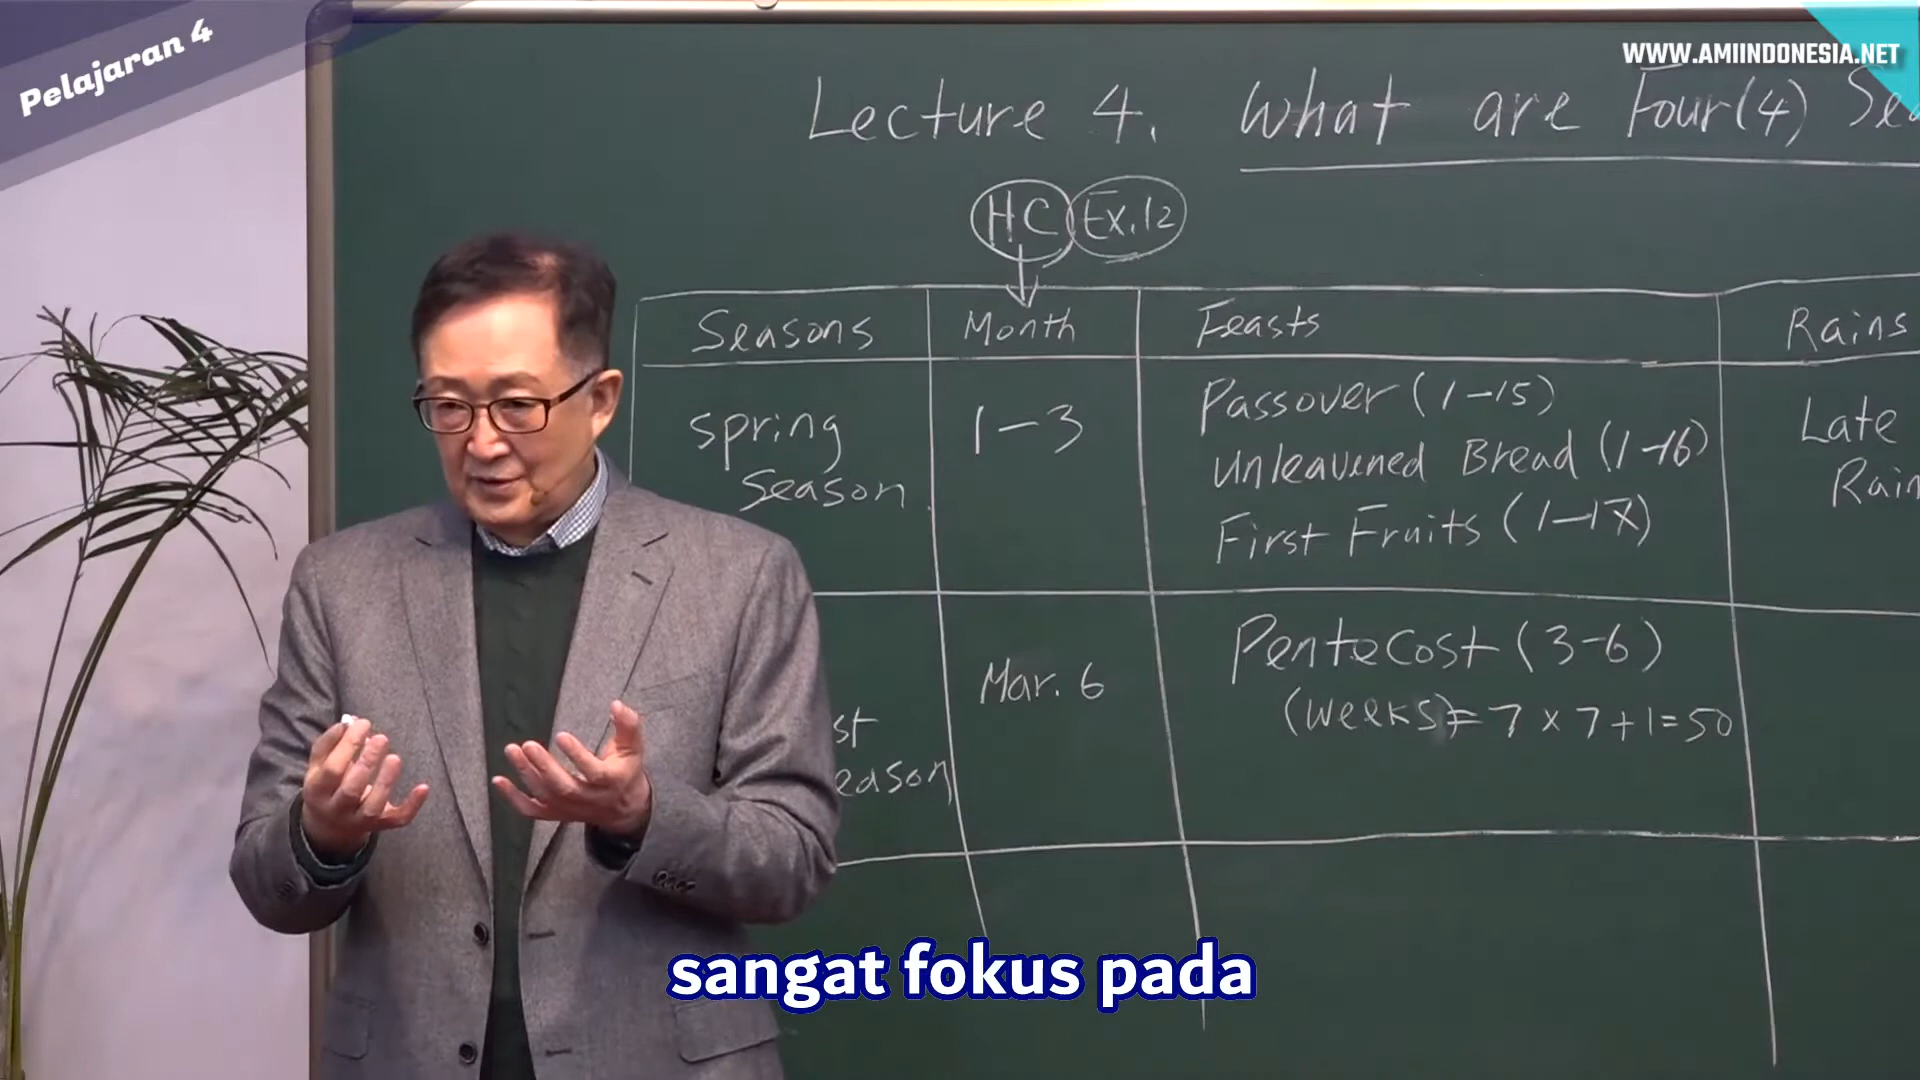 Pelajaran 4
WWW.AMIINDONESIA.NET
Lecture 4. What are Four(4)
HC Ex.12
Seasons Month Feasts Rains
Spring Season 1-3 Passover (1-15) Late Rain
Unleavened Bread (1-16)
First Fruits (1-17)
Mar. 6 Pentecost (3-6)
(Weeks)= 7 x 7+1=50
sangat fokus pada